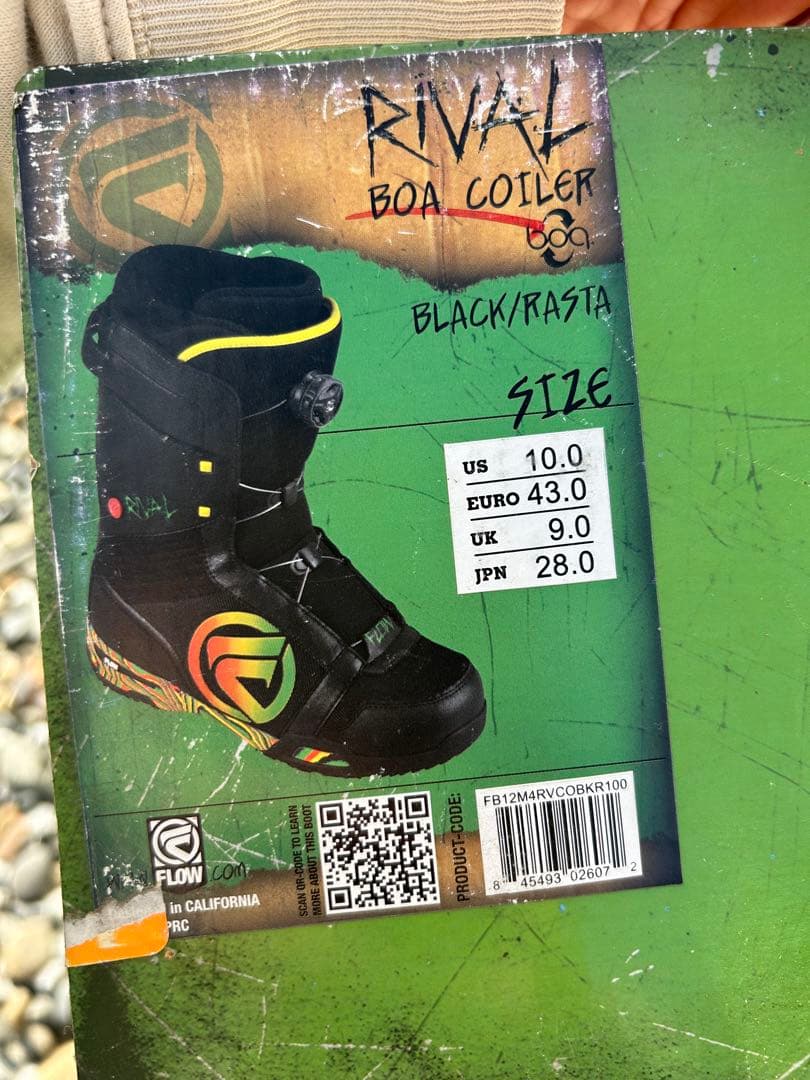 RIVAL
BOA COILER
boa
BLACK/RASTA
SIZE
US 10.0
EURO 43.0
UK 9.0
JPN 28.0
RIVAL
FLOW
FLOW
.com
in CALIFORNIA
PRC
SCAN QR-CODE TO LEARN
MORE ABOUT THIS BOOT
PRODUCT-CODE:
FB12M4RVCOBKR100
8 45493 02607 2